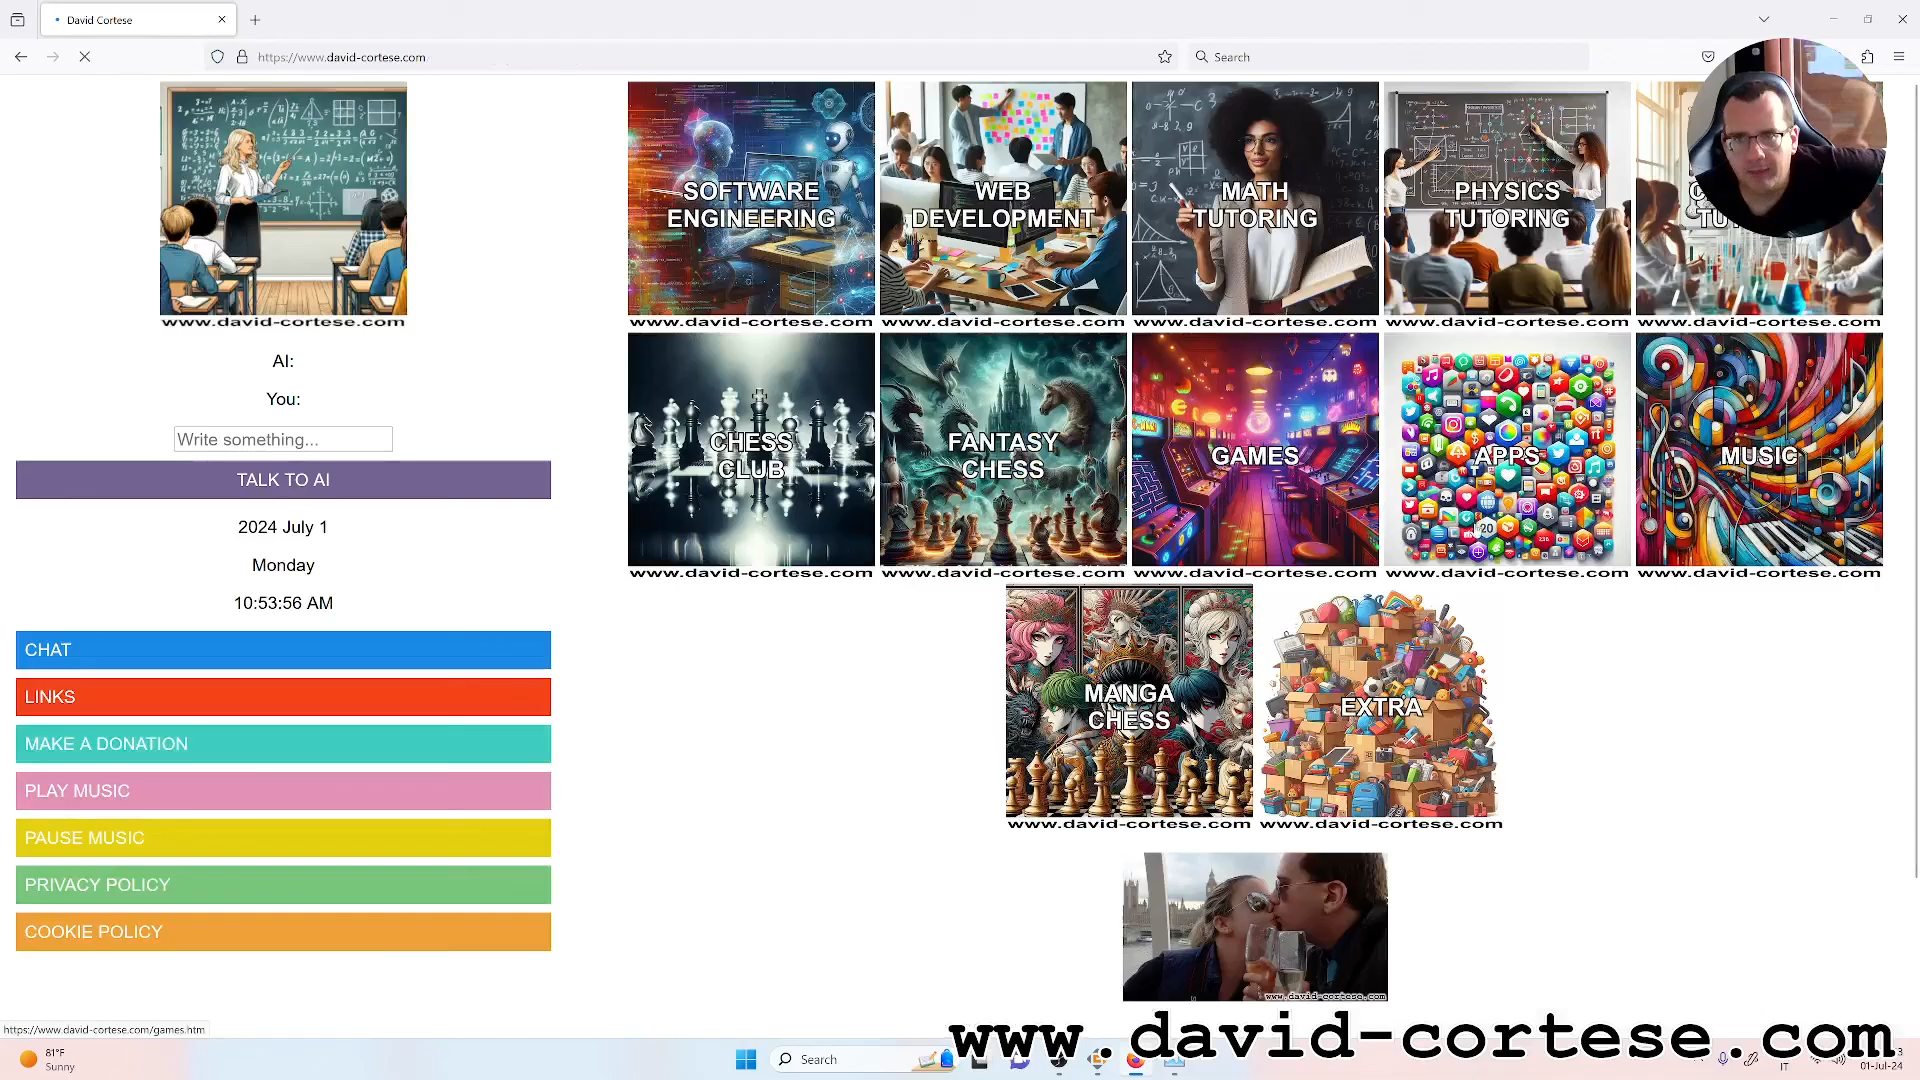 David Cortese
https://www.david-cortese.com
Search
SOFTWARE
ENGINEERING
WEB
DEVELOPMENT
MATH
TUTORING
PHYSICS
TUTORING
www.david-cortese.com
www.david-cortese.com
www.david-cortese.com
www.david-cortese.com
www.david-cortese.com
www.david-cortese.com
AI:
You:
Write something...
TALK TO AI
2024 July 1
Monday
10:53:56 AM
CHAT
LINKS
MAKE A DONATION
PLAY MUSIC
PAUSE MUSIC
PRIVACY POLICY
COOKIE POLICY
CHESS
CLUB
FANTASY
CHESS
GAMES
APPS
MUSIC
www.david-cortese.com
www.david-cortese.com
www.david-cortese.com
www.david-cortese.com
www.david-cortese.com
MANGA
CHESS
EXTRA
www.david-cortese.com
www.david-cortese.com
www.david-cortese.com
https://www.david-cortese.com/games.htm
www.david-cortese.com
81°F
Sunny
Search
IT
01-Jul-24